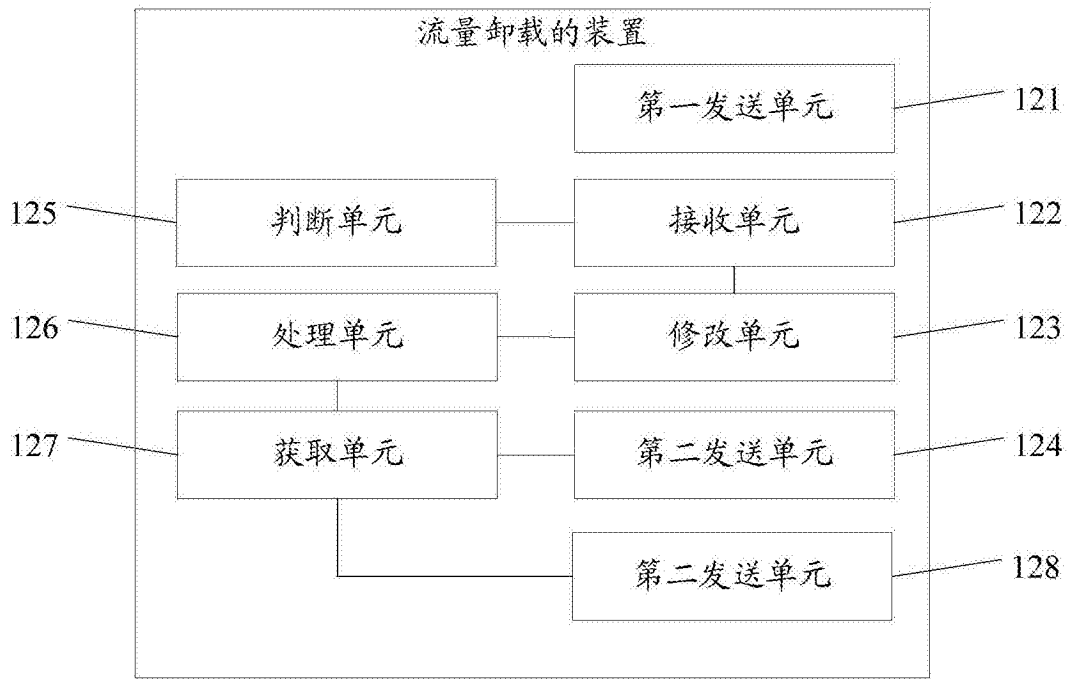 流量卸载的装置
第一发送单元
121
125
判断单元
接收单元
122
126
处理单元
修改单元
123
127
获取单元
第二发送单元
124
第二发送单元
128